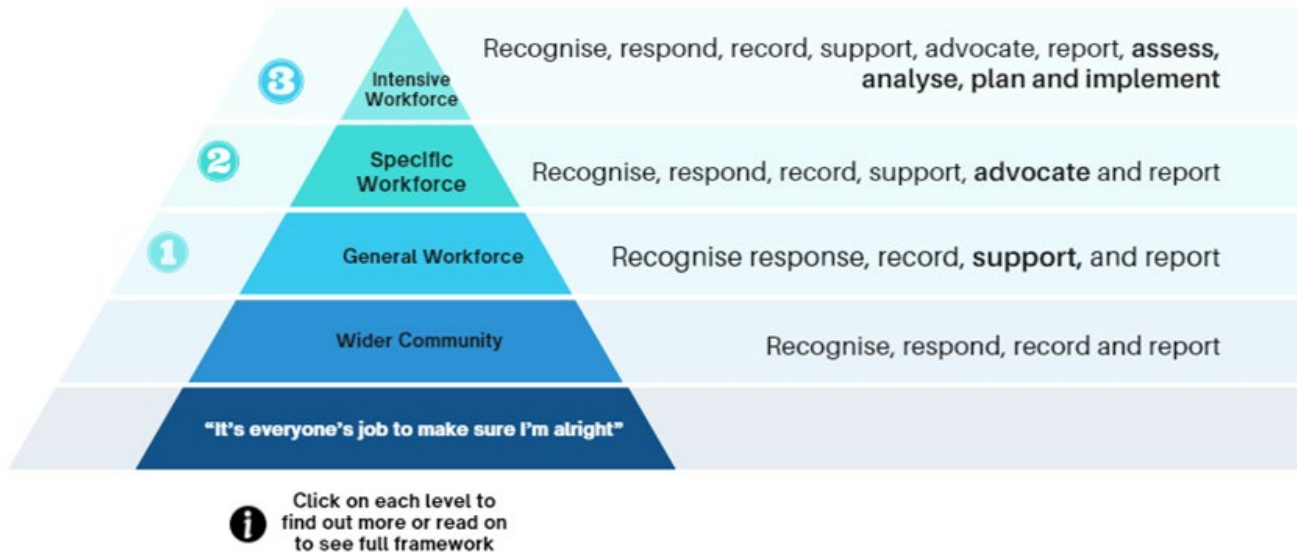 3
Intensive
Workforce
Recognise, respond, record, support, advocate, report, assess,
analyse, plan and implement
2
Specific
Workforce
Recognise, respond, record, support, advocate and report
1
General Workforce
Recognise response, record, support, and report
Wider Community
Recognise, respond, record and report
“It’s everyone’s job to make sure I’m alright”
i
Click on each level to
find out more or read on
to see full framework